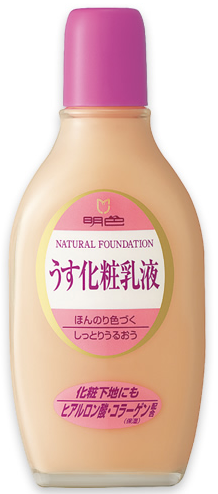 明色
NATURAL FOUNDATION
うす化粧乳液
ほんのり色づく
しっとりうるおう
化粧下地にも
ヒアルロン酸・コラーゲン配合
(保湿)